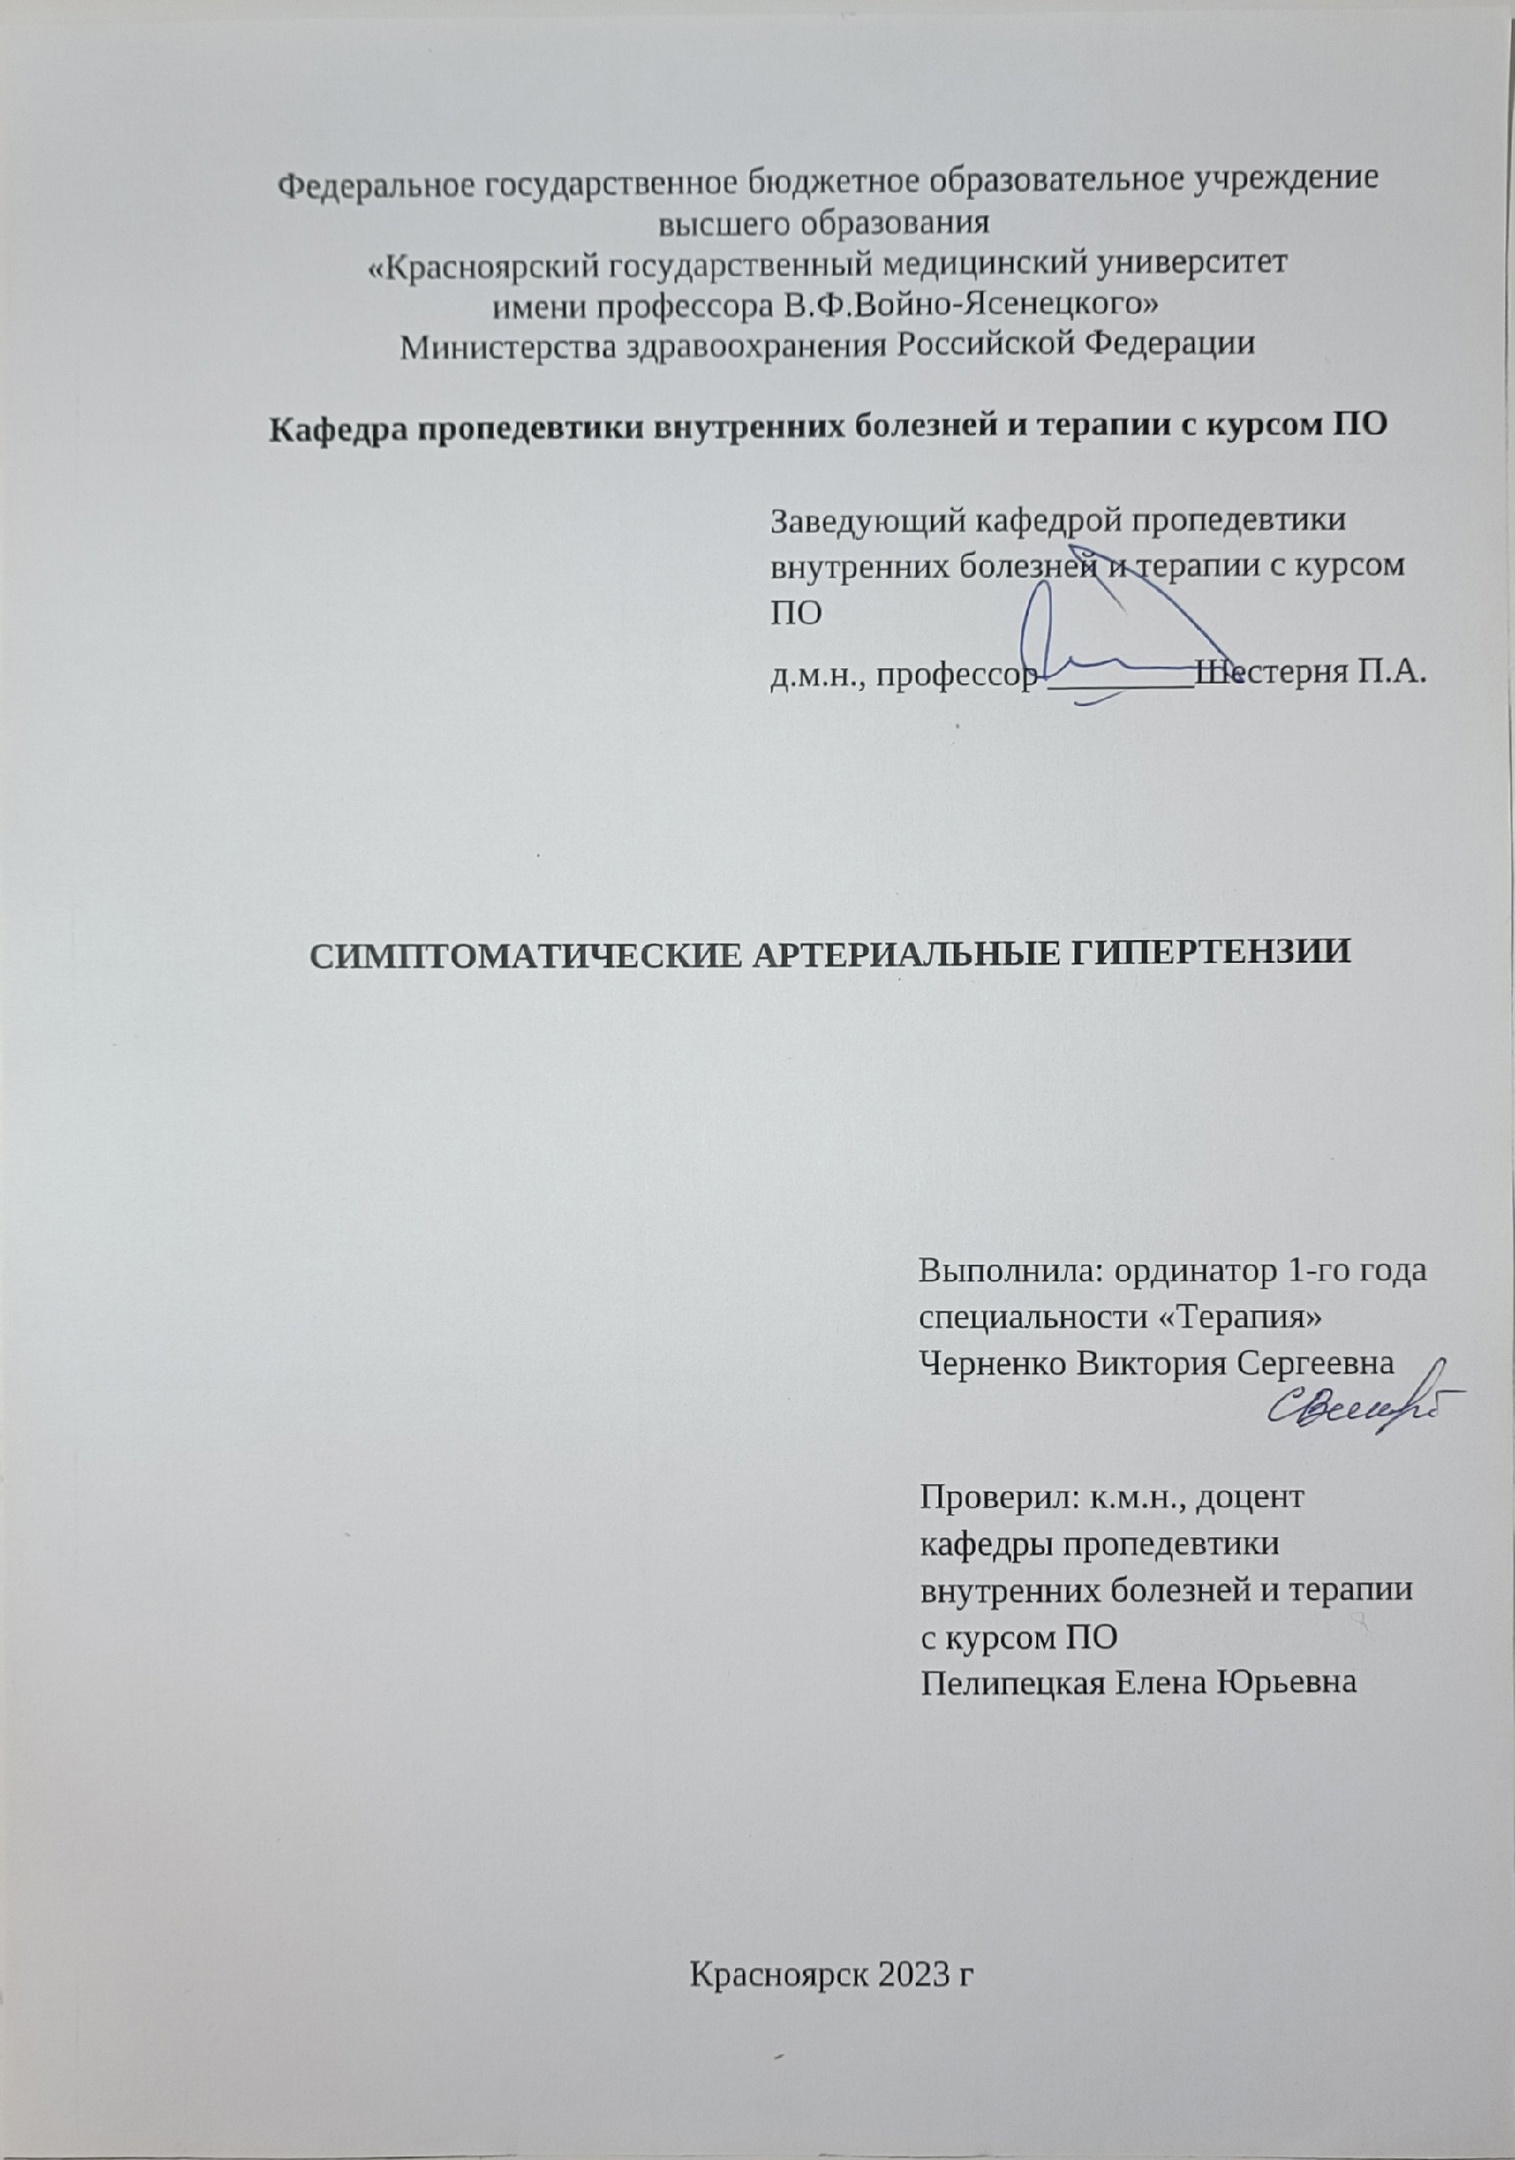 Федеральное государственное бюджетное образовательное учреждение
высшего образования
«Красноярский государственный медицинский университет
имени профессора В.Ф.Войно-Ясенецкого»
Министерства здравоохранения Российской Федерации
Кафедра пропедевтики внутренних болезней и терапии с курсом ПО
Заведующий кафедрой пропедевтики
внутренних болезней и терапии с курсом
ПО
д.м.н., профессор ________Шестерня П.А.
СИМПТОМАТИЧЕСКИЕ АРТЕРИАЛЬНЫЕ ГИПЕРТЕНЗИИ
Выполнила: ординатор 1-го года
специальности «Терапия»
Черненко Виктория Сергеевна
Проверил: к.м.н., доцент
кафедры пропедевтики
внутренних болезней и терапии
с курсом ПО
Пелипецкая Елена Юрьевна
Красноярск 2023 г